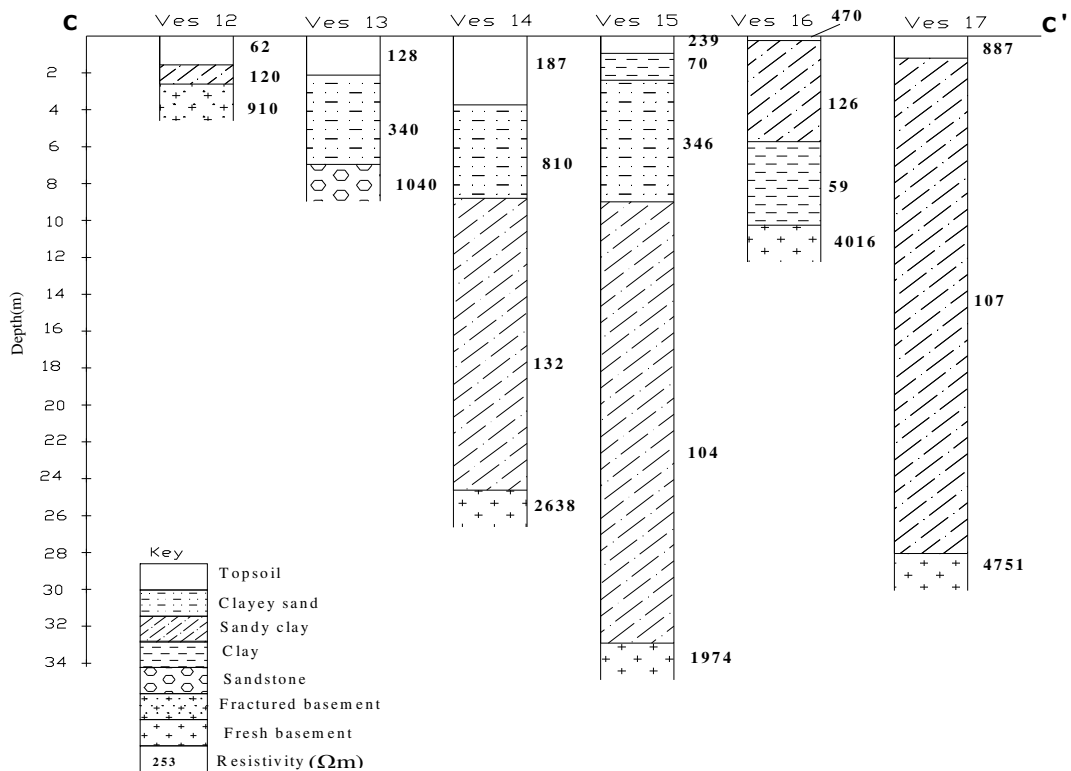 C Ves 12 Ves 13 Ves 14 Ves 15 Ves 16 470 Ves 17 C'
62 128 187 239 887
2 120 70
4 910 340 126
6 810 346
8 1040 59
10
12 4016
14 107
16
18 132
20
22
24 104
26 2638
28 4751
30
32
34 1974
Depth(m)
Key
Topsoil
Clayey sand
Sandy clay
Clay
Sandstone
Fractured basement
Fresh basement
253 Resistivity (Ωm)